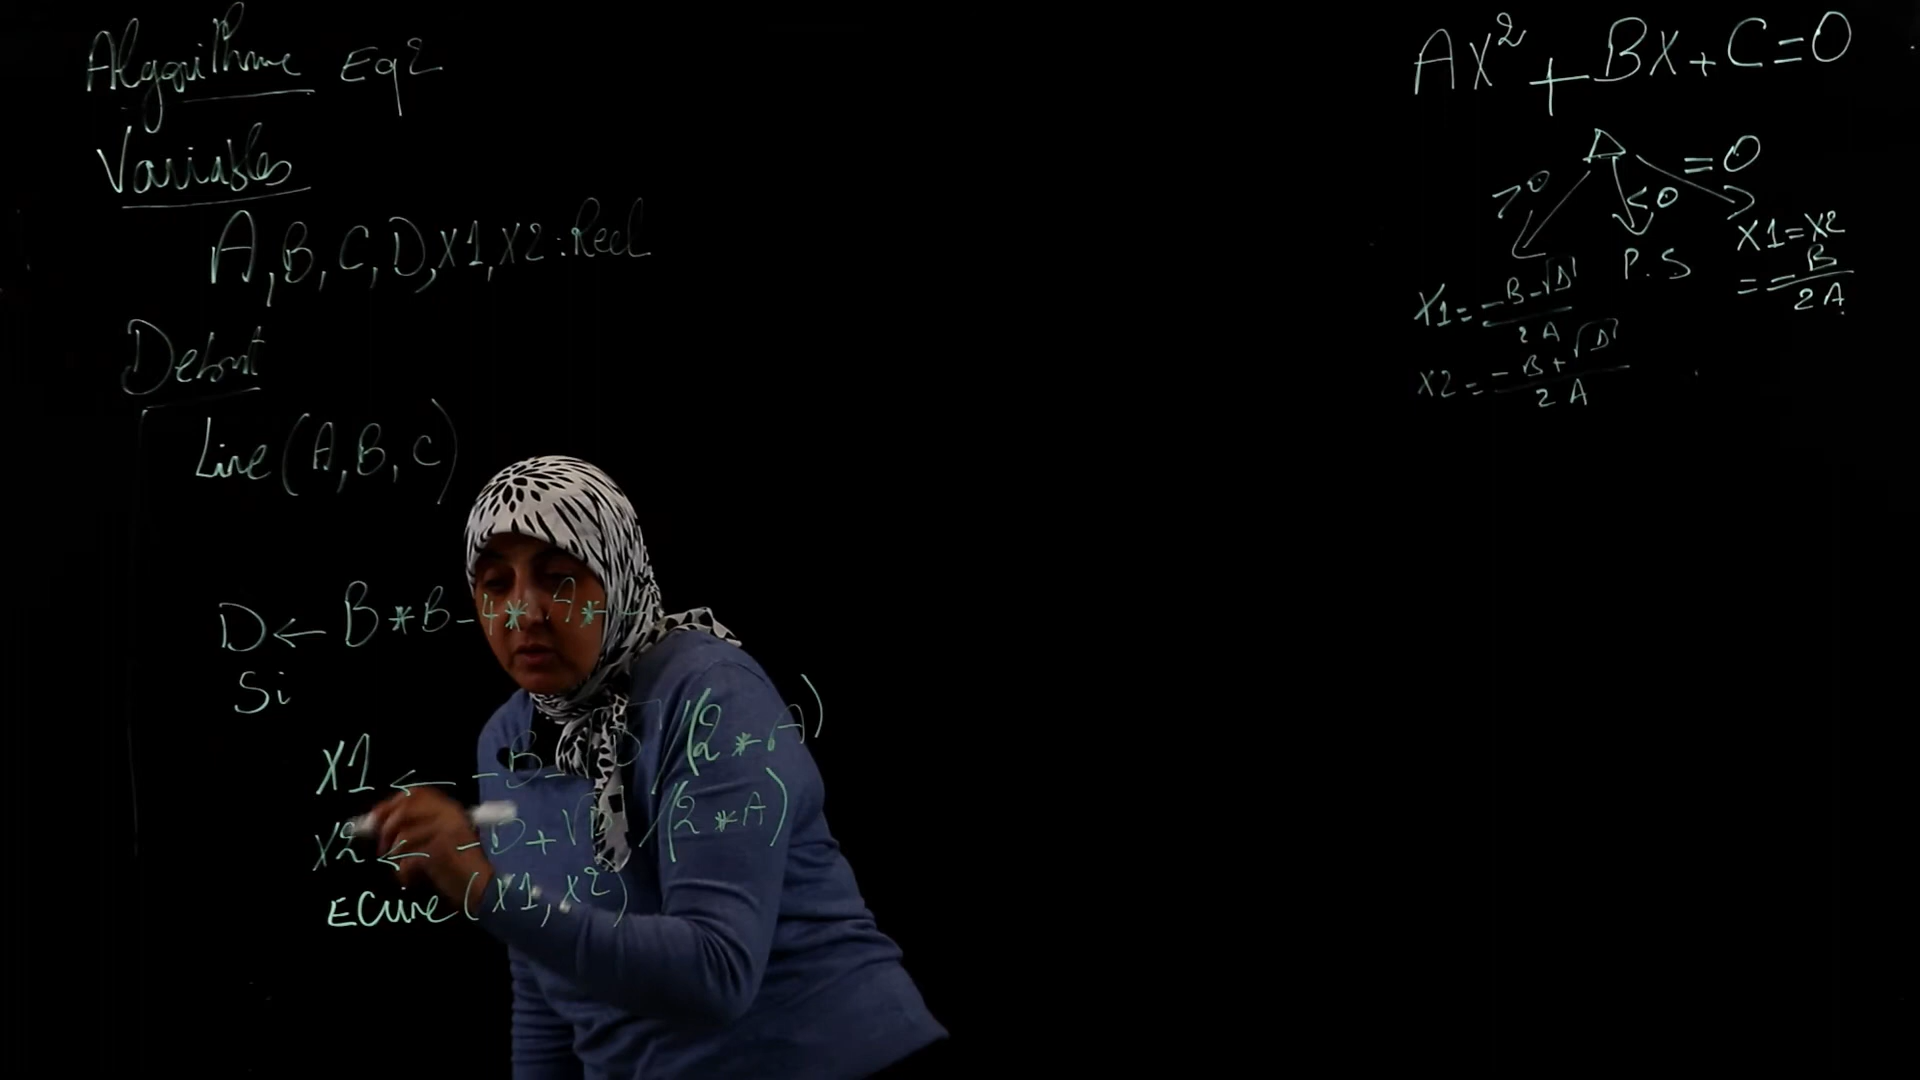 Algorithme Eq2
Variables
A, B, C, D, X1, X2 : Reel
Debut
Lire (A, B, C)
D ← B * B - 4 * A *
Si
X1 ← - B - √D / (2 * A)
X2 ← - B + √D / (2 * A)
ECrire (X1, X2)
AX² + BX + C = 0
Δ
> 0
< 0
= 0
P.S
X1 = X2
= - B / 2A
X1 = -B - √D / 2A
X2 = -B + √D / 2A